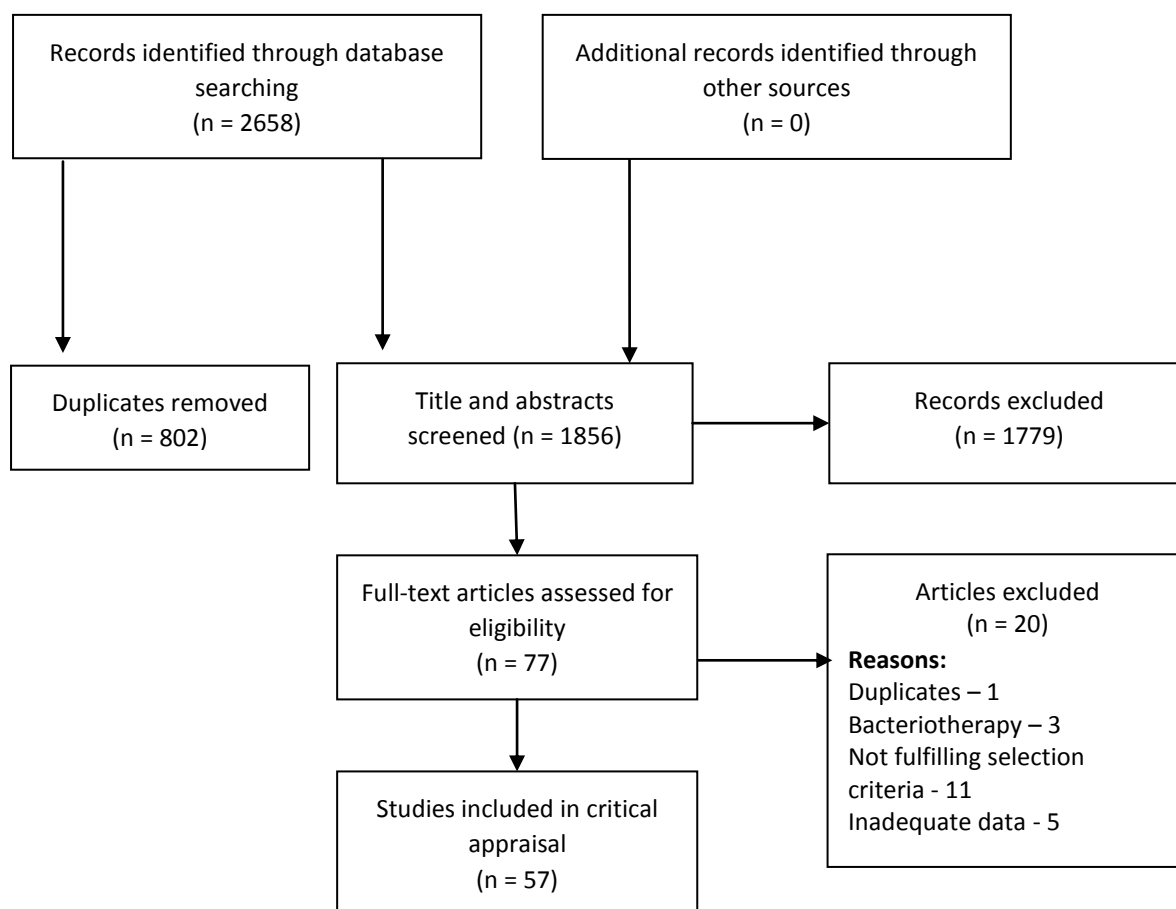 Records identified through database
searching
(n = 2658)
Additional records identified through
other sources
(n = 0)
Duplicates removed
(n = 802)
Title and abstracts
screened (n = 1856)
Records excluded
(n = 1779)
Full-text articles assessed for
eligibility
(n = 77)
Articles excluded
(n = 20)
Reasons:
Duplicates – 1
Bacteriotherapy – 3
Not fulfilling selection
criteria - 11
Inadequate data - 5
Studies included in critical
appraisal
(n = 57)